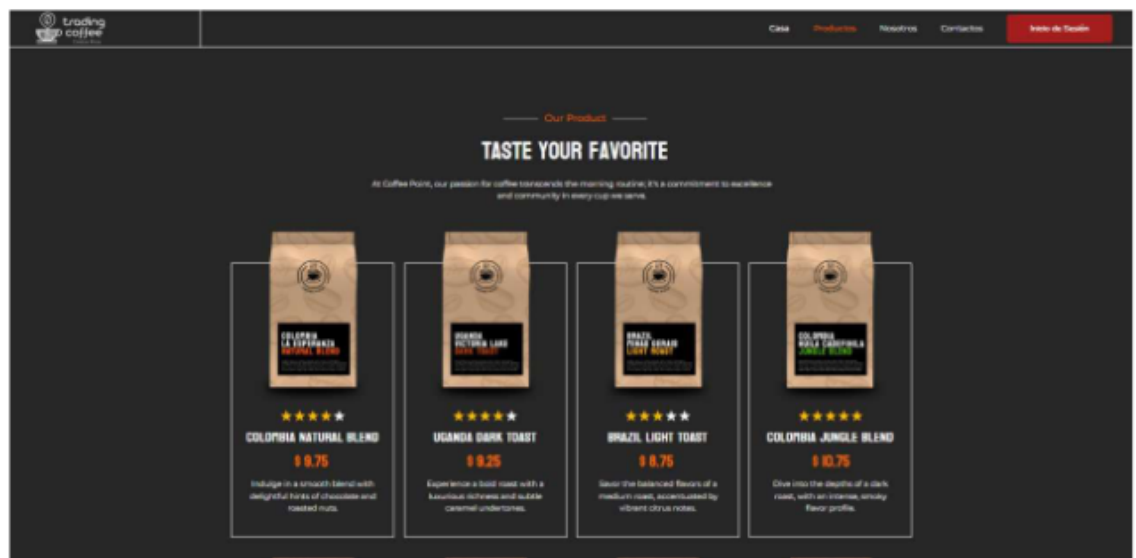 trading
coffee
Casa
Productos
Nosotros
Contactos
Inicio de Sesión
Our Product
TASTE YOUR FAVORITE
At Coffee Point, our passion for coffee transcends the morning routine; it's a commitment to excellence
and community in every cup we serve.
COLOMBIA
LA ESPERANZA
NATURAL BLEND
UGANDA
VICTORIA LAKE
DARK TOAST
BRAZIL
MINAS GERAIS
LIGHT ROAST
COLOMBIA
HUILA
JUNGLE BLEND
COLOMBIA NATURAL BLEND
$ 9.75
Indulge in a smooth blend with
delightful hints of chocolate and
roasted nuts.
UGANDA DARK TOAST
$ 9.25
Experience a bold roast with a
luxurious richness and subtle
caramel undertones.
BRAZIL LIGHT TOAST
$ 8.75
Savor the balanced flavors of a
medium roast, accentuated by
vibrant citrus notes.
COLOMBIA JUNGLE BLEND
$ 10.75
Dive into the depths of a dark
roast, with an intense, smoky
flavor profile.